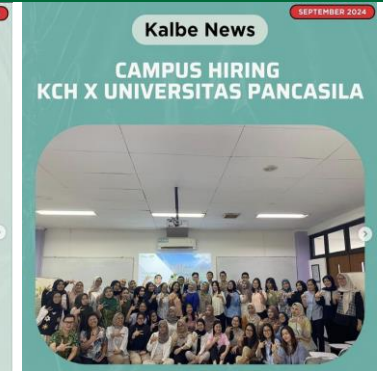 SEPTEMBER 2024
Kalbe News
CAMPUS HIRING
KCH X UNIVERSITAS PANCASILA